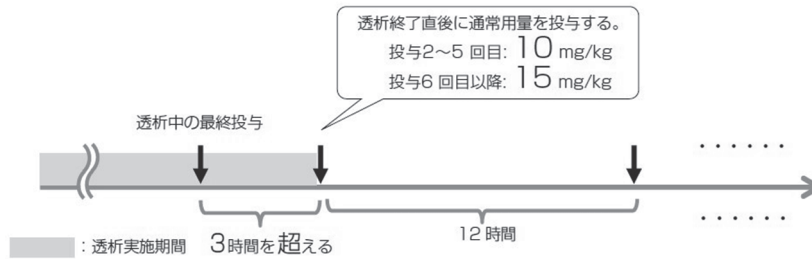 透析終了直後に通常用量を投与する。
投与2〜5 回目: 10 mg/kg
投与6 回目以降: 15 mg/kg
透析中の最終投与
・・・・・・
・・・・・・
3時間を超える
12 時間
：透析実施期間